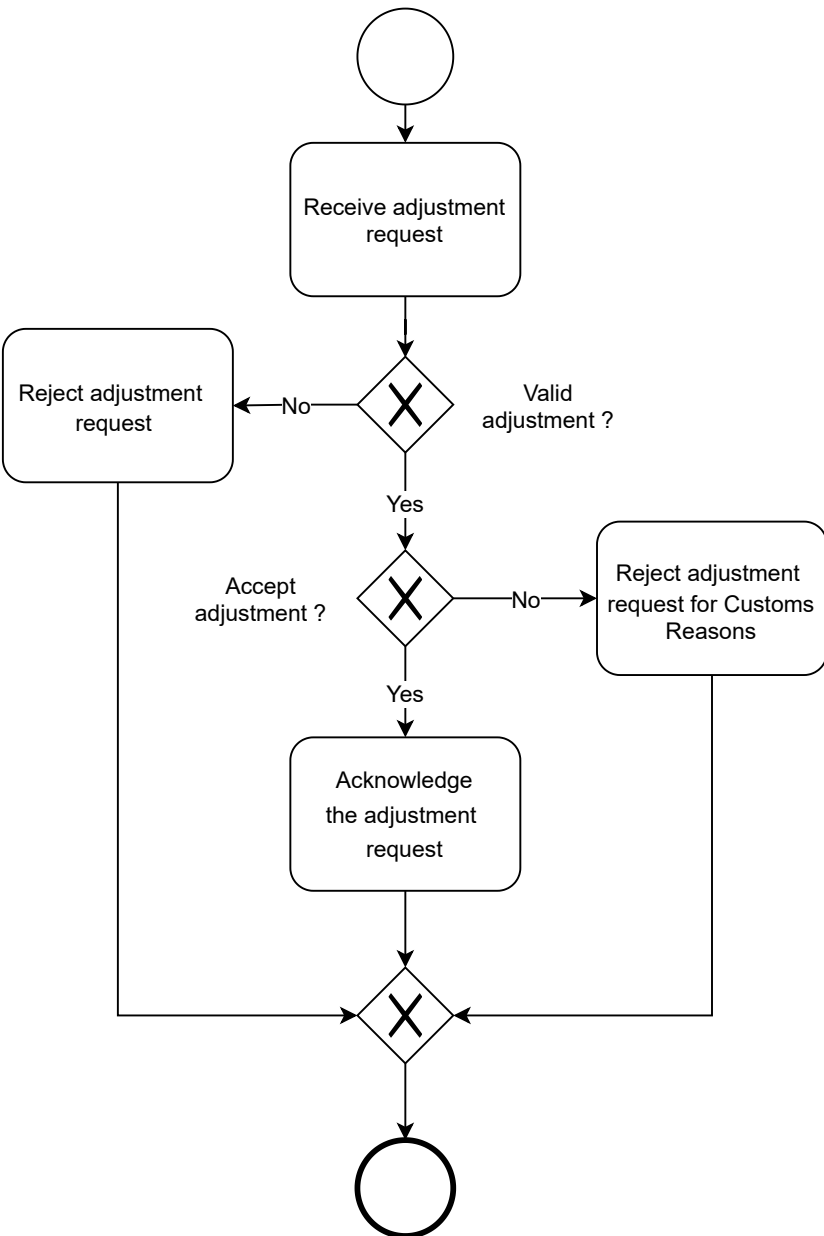 Receive adjustment
request
Reject adjustment
request
No
Valid
adjustment ?
Yes
Accept
adjustment ?
No
Reject adjustment
request for Customs
Reasons
Yes
Acknowledge
the adjustment
request